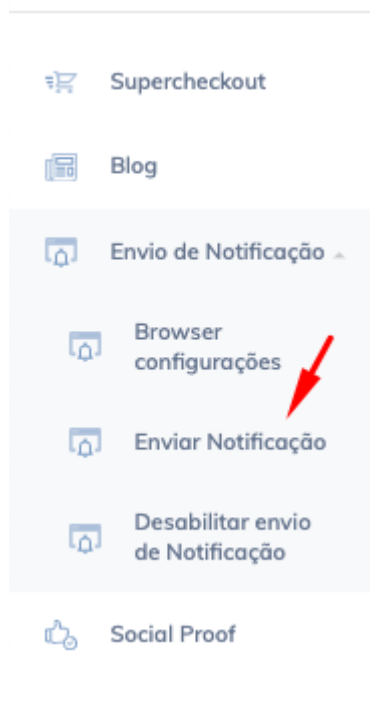 Supercheckout
Blog
Envio de Notificação
Browser
configurações
Enviar Notificação
Desabilitar envio
de Notificação
Social Proof